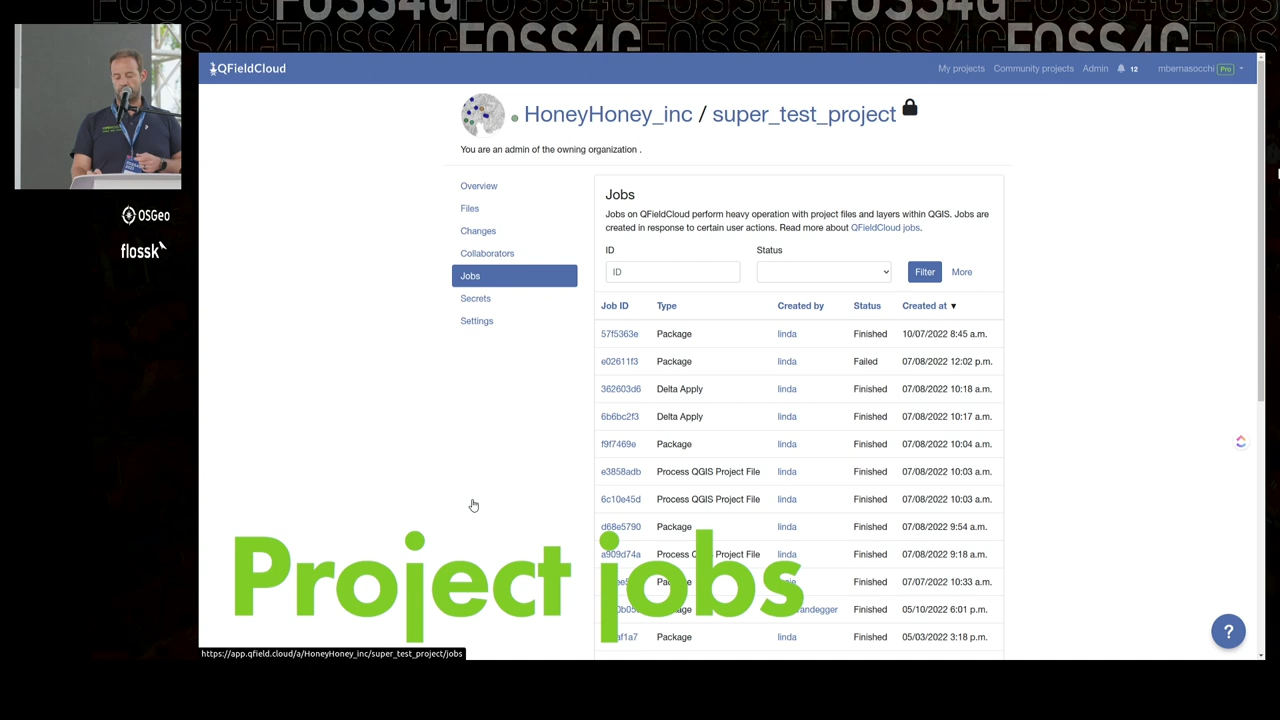 FOSS4G FOSS4G FOSS4G
QFieldCloud
My projects Community projects Admin 12 mbernasocchi Pro
HoneyHoney_inc / super_test_project
You are an admin of the owning organization .
Overview
Files
Changes
Collaborators
Jobs
Secrets
Settings
Jobs
Jobs on QFieldCloud perform heavy operation with project files and layers within QGIS. Jobs are
created in response to certain user actions. Read more about QFieldCloud jobs.
ID Status
ID Filter More
Job ID Type Created by Status Created at ▼
57f5363e Package linda Finished 10/07/2022 8:45 a.m.
e02611f3 Package linda Failed 07/08/2022 12:02 p.m.
362603d6 Delta Apply linda Finished 07/08/2022 10:18 a.m.
6b6bc2f3 Delta Apply linda Finished 07/08/2022 10:17 a.m.
f9f7469e Package linda Finished 07/08/2022 10:04 a.m.
e3858adb Process QGIS Project File linda Finished 07/08/2022 10:03 a.m.
6c10e45d Process QGIS Project File linda Finished 07/08/2022 10:03 a.m.
d68e5790 Package linda Finished 07/08/2022 9:54 a.m.
a909d74a Process Project File linda Finished 07/08/2022 9:18 a.m.
Finished 07/07/2022 10:33 a.m.
Finished 05/10/2022 6:01 p.m.
Package linda Finished 05/03/2022 3:18 p.m.
Project jobs
https://app.qfield.cloud/a/HoneyHoney_inc/super_test_project/jobs
?
OSGeo
flossk